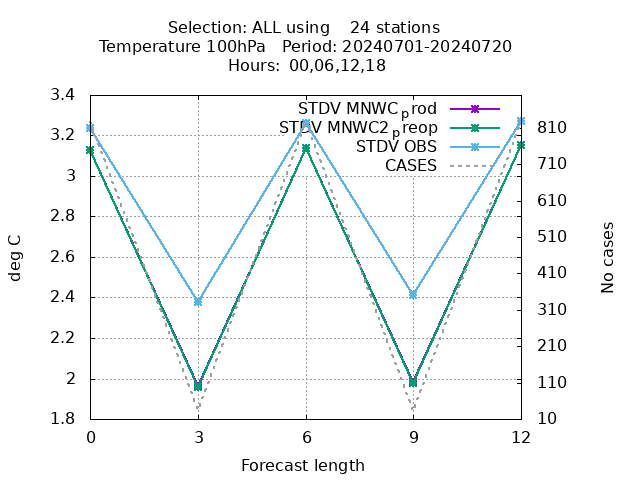 Selection: ALL using    24 stations
Temperature 100hPa   Period: 20240701-20240720
Hours: 00,06,12,18
STDV MNWCprod
STDV MNWC2preop
STDV OBS
CASES
3.4
3.2
3
2.8
2.6
2.4
2.2
2
1.8
deg C
810
710
610
510
410
310
210
110
10
No cases
0 3 6 9 12
Forecast length